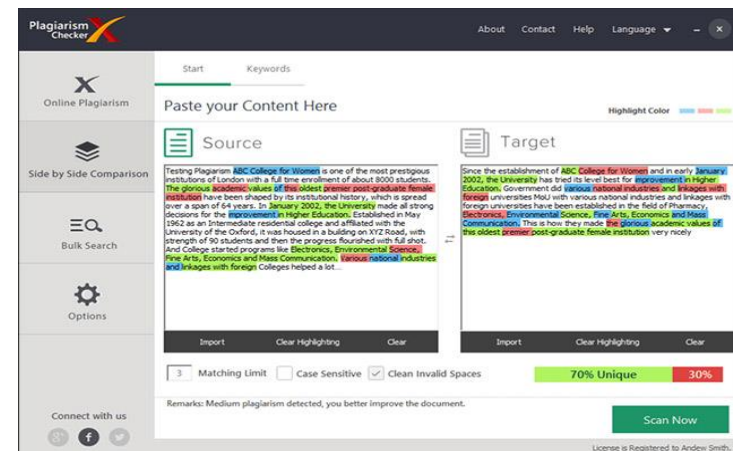 Plagiarism
Checker
About Contact Help Language
Online Plagiarism
Side by Side Comparison
Bulk Search
Options
Connect with us
Start Keywords
Paste your Content Here
Highlight Color
Source
Testing Plagiarism ABC College for Women is one of the most prestigious
institutions of London with a full time enrollment of about 8000 students.
The glorious academic values of this oldest premier post-graduate female
institution have been shaped by its institutional history, which is spread
over a span of 64 years. In January 2002, the University made all strong
decisions for the improvement in Higher Education. Established in May
1962 as an Intermediate residential college and affiliated with the
University of the Oxford, it was housed in a building on XYZ Road, with
strength of 90 students and then the progress flourished with full shot.
And College started programs like Electronics, Environmental Science,
Fine Arts, Economics and Mass Communication. Various national industries
and linkages with foreign Colleges helped a lot...
Import Clear Highlighting Clear
Target
Since the establishment of ABC College for Women and in early January
2002, the University has tried its level best for improvement in Higher
Education. Government did various national industries and linkages with
foreign universities MoU with various national industries and linkages with
foreign universities have been established in the field of Pharmacy,
Electronics, Environmental Science, Fine Arts, Economics and Mass
Communication. This is how they made the glorious academic values of
this oldest premier post-graduate female institution very nicely
Import Clear Highlighting Clear
3 Matching Limit Case Sensitive Clean Invalid Spaces
70% Unique 30%
Remarks: Medium plagiarism detected, you better improve the document.
Scan Now
License is Registered to Andew Smith.